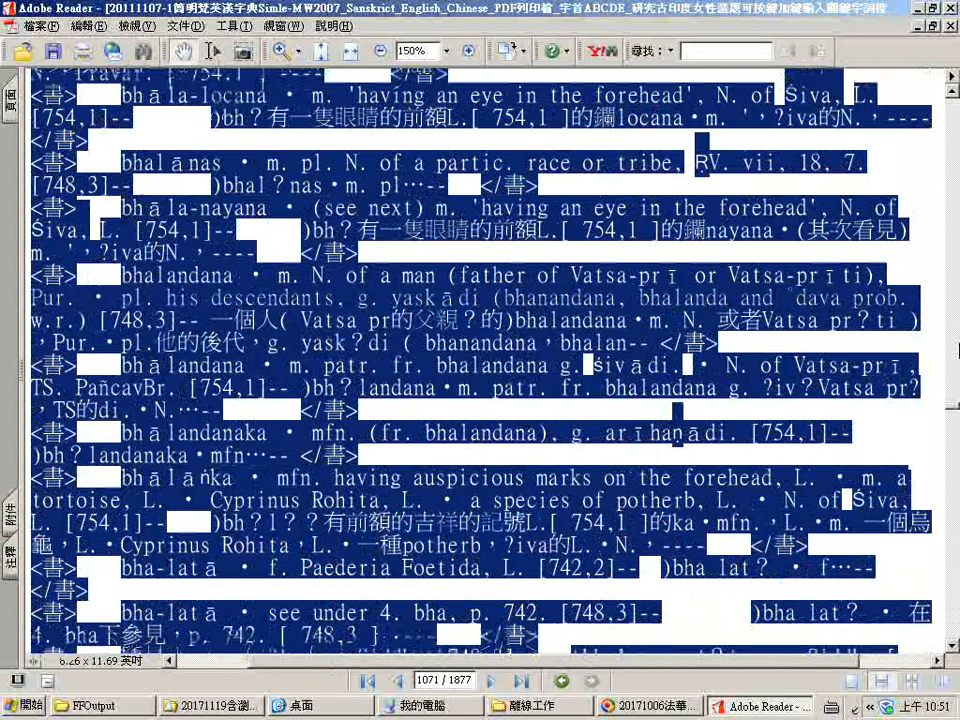 Adobe Reader - [20111107-1簡明梵英漢字典Simle-MW2007_Sanskrict_English_Chinese_PDF列印檔_字首ABCDE_研究古印度女性議題可按鍵加鍵輸入關鍵字詞搜
檔案(F) 編輯(E) 檢視(V) 文件(D) 工具(T) 視窗(W) 說明(H)
150% Y! 尋找：
<書> bhāla-locana • m. 'having an eye in the forehead', N. of Śiva, L.
[754,1]-- )bh？有一隻眼睛的前額L.[ 754,1 ]的鑭locana•m. '，?iva的N.，----
</書>
<書> bhalānas • m. pl. N. of a partic. race or tribe, ṚV. vii, 18, 7.
[748,3]-- )bhal？nas•m. pl…-- </書>
<書> bhāla-nayana • (see next) m. 'having an eye in the forehead', N. of
Śiva, L. [754,1]-- )bh？有一隻眼睛的前額L.[ 754,1 ]的鑭nayana•(其次看見)
m. '，?iva的N.，---- </書>
<書> bhalandana • m. N. of a man (father of Vatsa-prī or Vatsa-prīti),
Pur. • pl. his descendants, g. yaskādi (bhanandana, bhalanda and °dava prob.
w.r.) [748,3]-- 一個人( Vatsa pr的父親？的)bhalandana•m. N. 或者Vatsa pr？ti )
，Pur.•pl.他的後代，g. yask？di ( bhanandana，bhalan-- </書>
<書> bhālandana • m. patr. fr. bhalandana g. śivādi. • N. of Vatsa-prī,
TS. PañcavBr. [754,1]-- )bh？landana•m. patr. fr. bhalandana g. ?iv？Vatsa pr？
，TS的di.•N.…-- </書>
<書> bhālandanaka • mfn. (fr. bhalandana), g. arīhaṇādi. [754,1]--
)bh？landanaka•mfn…-- </書>
<書> bhālāṅka • mfn. having auspicious marks on the forehead, L. • m. a
tortoise, L. • Cyprinus Rohita, L. • a species of potherb, L. • N. of Śiva,
L. [754,1]-- )bh？l？？有前額的吉祥的記號L.[ 754,1 ]的ka•mfn.，L.•m. 一個烏
龜，L.•Cyprinus Rohita，L.•一種potherb，?iva的L.•N.，---- </書>
<書> bha-latā • f. Paederia Foetida, L. [742,2]-- )bha lat？ • f…--
</書>
<書> bha-latā • see under 4. bha, p. 742. [748,3]-- )bha lat？ • 在
4. bha下參見，p. 742. [ 748,3 ] ---- </書>
頁面
附件
注釋
8.26 x 11.69 英吋
1071 / 1877
開始 FFOutput 20171119含瀏... 桌面 我的電腦 離線工作 20171006法華... Adobe Reader - [... 上午 10:51